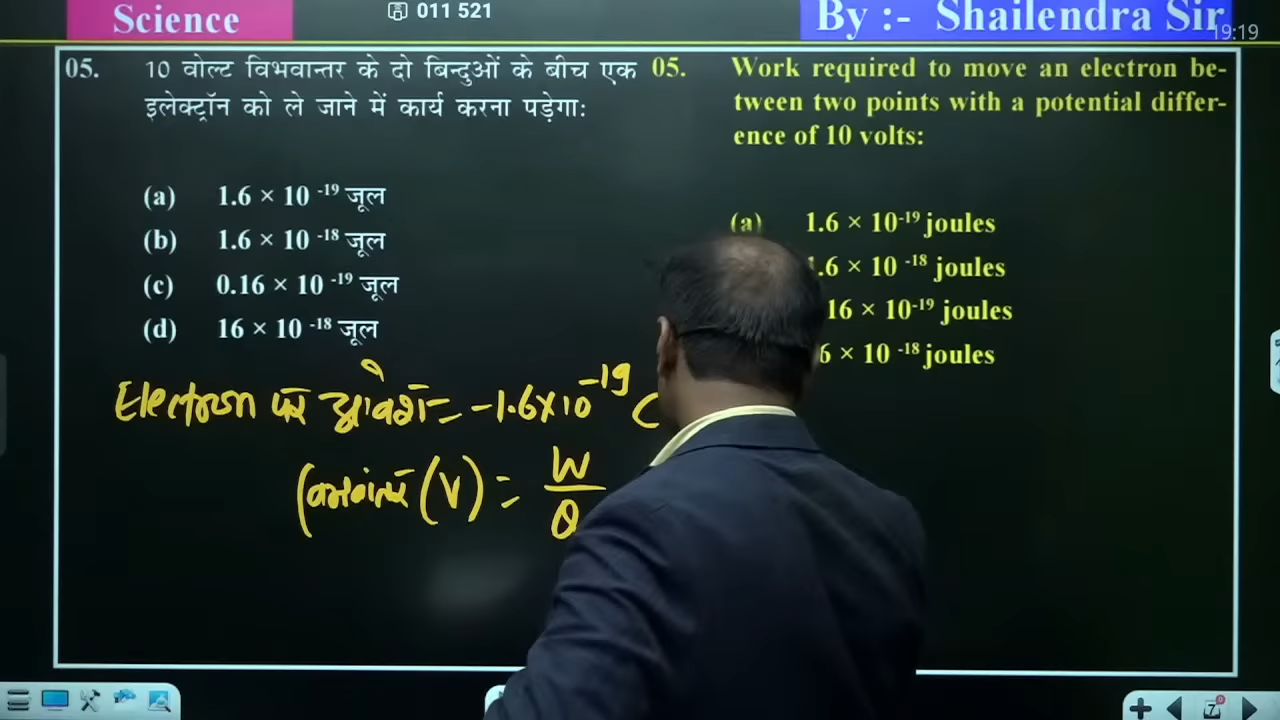 Science
011 521
By :- Shailendra Sir
19:19
05. 10 वोल्ट विभवान्तर के दो बिन्दुओं के बीच एक
इलेक्ट्रॉन को ले जाने में कार्य करना पड़ेगाः
(a) 1.6 × 10 -19 जूल
(b) 1.6 × 10 -18 जूल
(c) 0.16 × 10 -19 जूल
(d) 16 × 10 -18 जूल
05. Work required to move an electron be-
tween two points with a potential differ-
ence of 10 volts:
(a) 1.6 × 10-19 joules
.6 × 10 -18 joules
16 × 10-19 joules
6 × 10 -18 joules
Electron पर आवेश = -1.6×10-19 C
(V) = W
Q
7